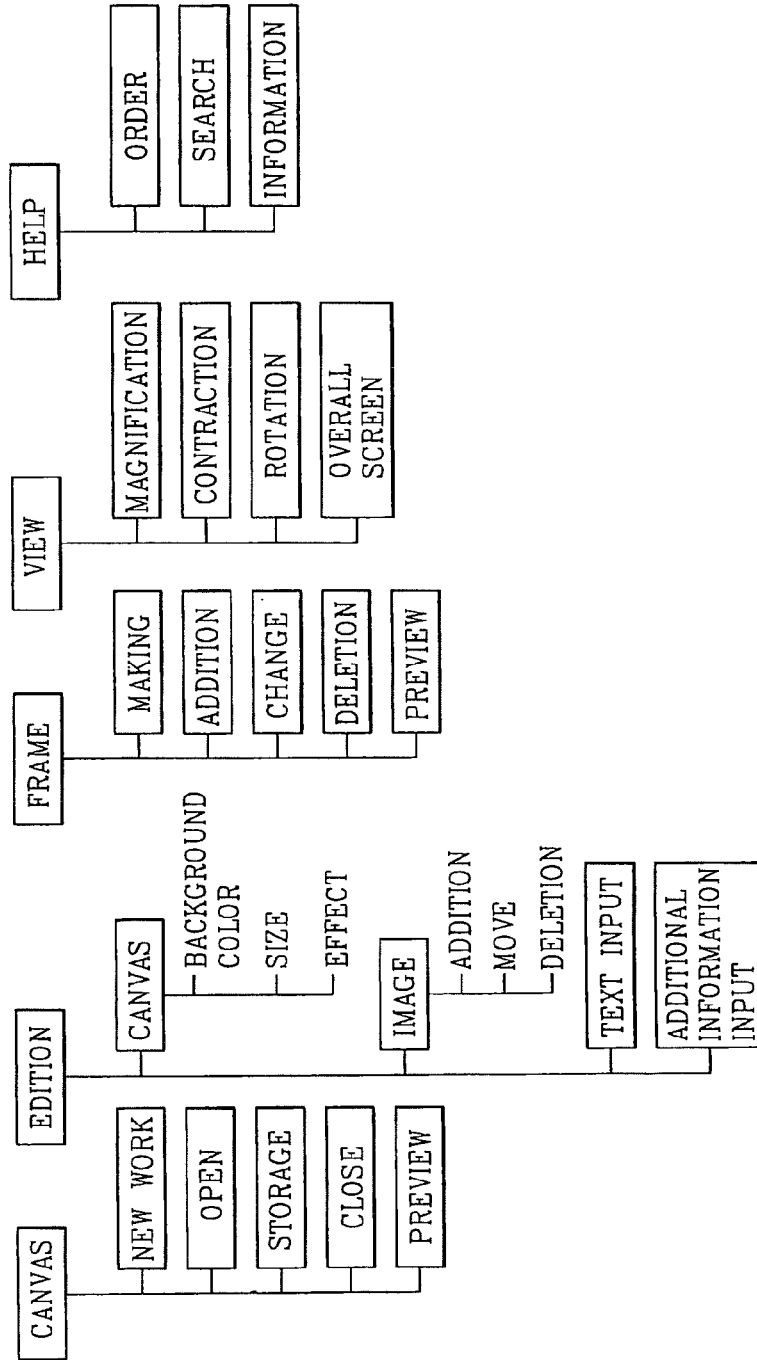 CANVAS
NEW WORK
OPEN
STORAGE
CLOSE
PREVIEW
EDITION
CANVAS
BACKGROUND
COLOR
SIZE
EFFECT
IMAGE
ADDITION
MOVE
DELETION
TEXT INPUT
ADDITIONAL
INFORMATION
INPUT
FRAME
MAKING
ADDITION
CHANGE
DELETION
PREVIEW
VIEW
MAGNIFICATION
CONTRACTION
ROTATION
OVERALL
SCREEN
HELP
ORDER
SEARCH
INFORMATION